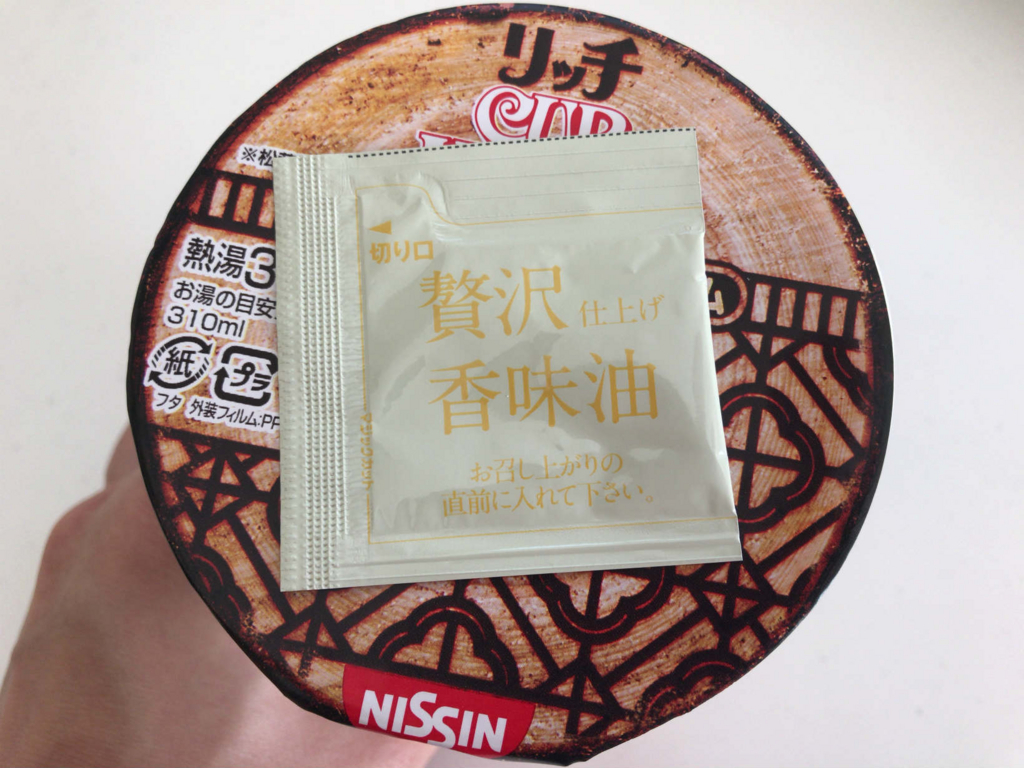 リッチ
CUP
※松
熱湯3
お湯の目安
310ml
紙
プラ
フタ 外装フィルム:PP
切り口
贅沢 仕上げ
香味油
お召し上がりの
直前に入れて下さい。
NISSIN